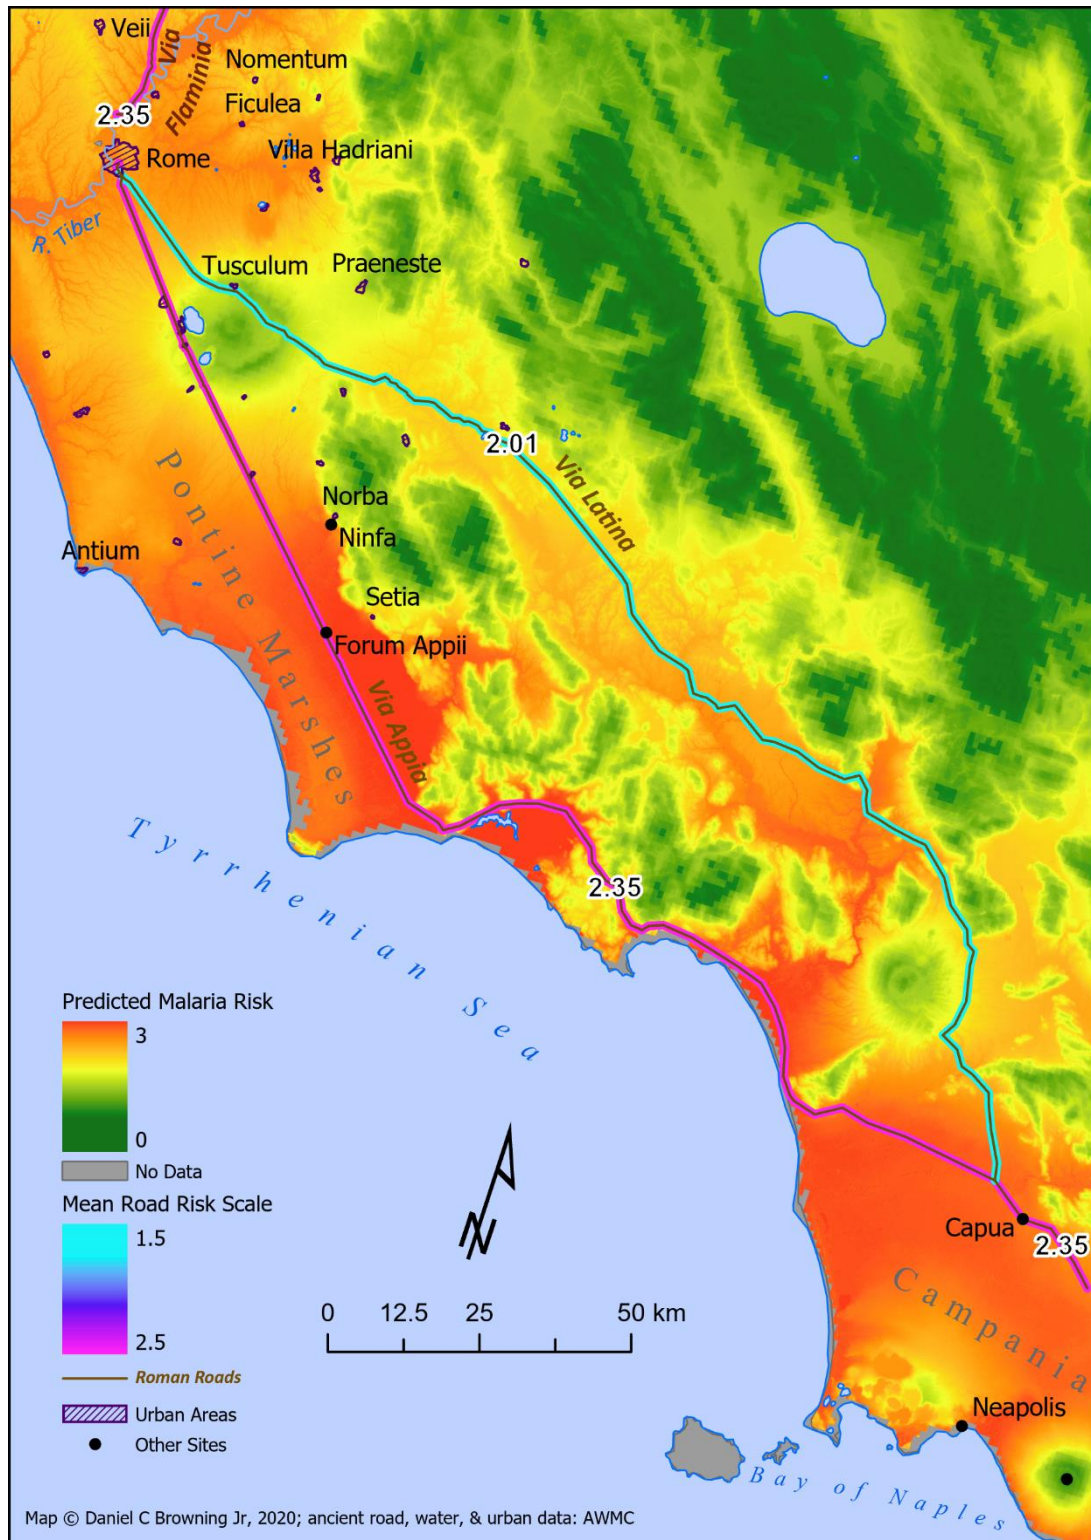 Veii
Via
Flaminia
Nomentum
Ficulea
2.35
Rome
Villa Hadriani
R. Tiber
Tusculum
Praeneste
2.01
Via Latina
Pontine Marshes
Norba
Ninfa
Antium
Setia
Forum Appii
Via Appia
Tyrrhenian Sea
2.35
Predicted Malaria Risk
3
0
No Data
Mean Road Risk Scale
1.5
2.5
Roman Roads
Urban Areas
Other Sites
N
0 12.5 25 50 km
Capua
2.35
Campania
Neapolis
Bay of Naples
Map © Daniel C Browning Jr, 2020; ancient road, water, & urban data: AWMC